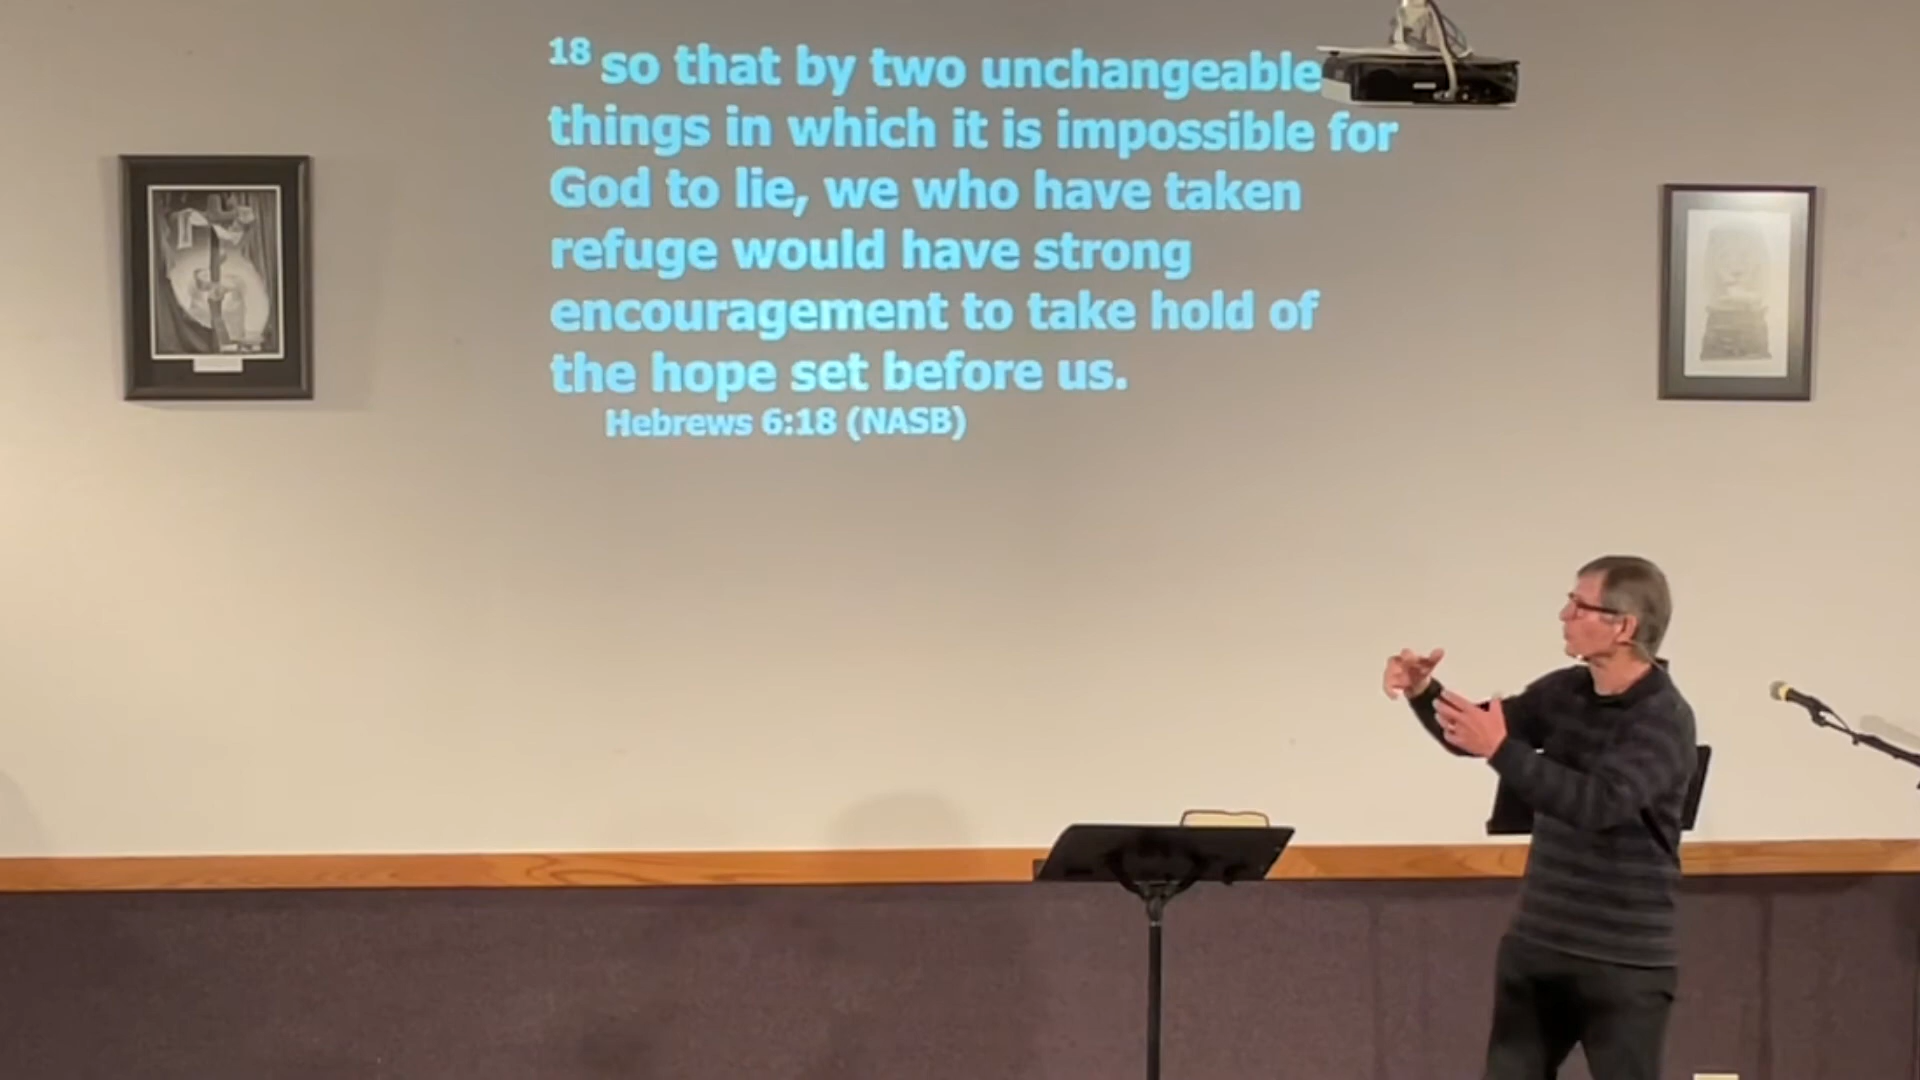 18 so that by two unchangeable
things in which it is impossible for
God to lie, we who have taken
refuge would have strong
encouragement to take hold of
the hope set before us.
Hebrews 6:18 (NASB)